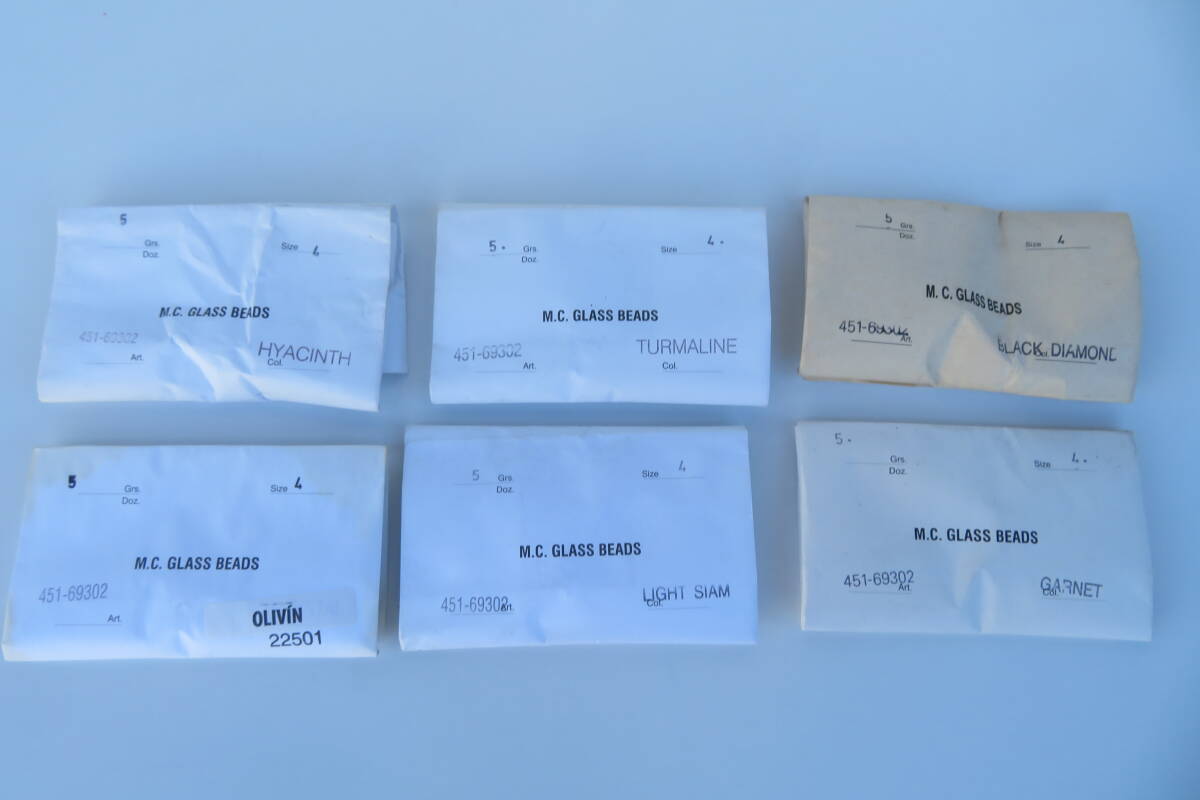 5 Grs. Size 4
Doz.
M.C. GLASS BEADS
451-69302 HYACINTH
Art. Col.
5. Grs. Size 4.
Doz.
M.C. GLASS BEADS
451-69302 TURMALINE
Art. Col.
5 Grs. Size 4
Doz.
M. C. GLASS BEADS
BLACK DIAMOND
Art. Col.
5 Grs. Size 4
Doz.
M.C. GLASS BEADS
451-69302
Art. OLIVÍN
22501
5 Grs. Size 4
Doz.
M.C. GLASS BEADS
451-69302 LIGHT SIAM
Art. Col.
5. Grs. Size 4.
Doz.
M.C. GLASS BEADS
451-69302 GARNET
Art. Col.